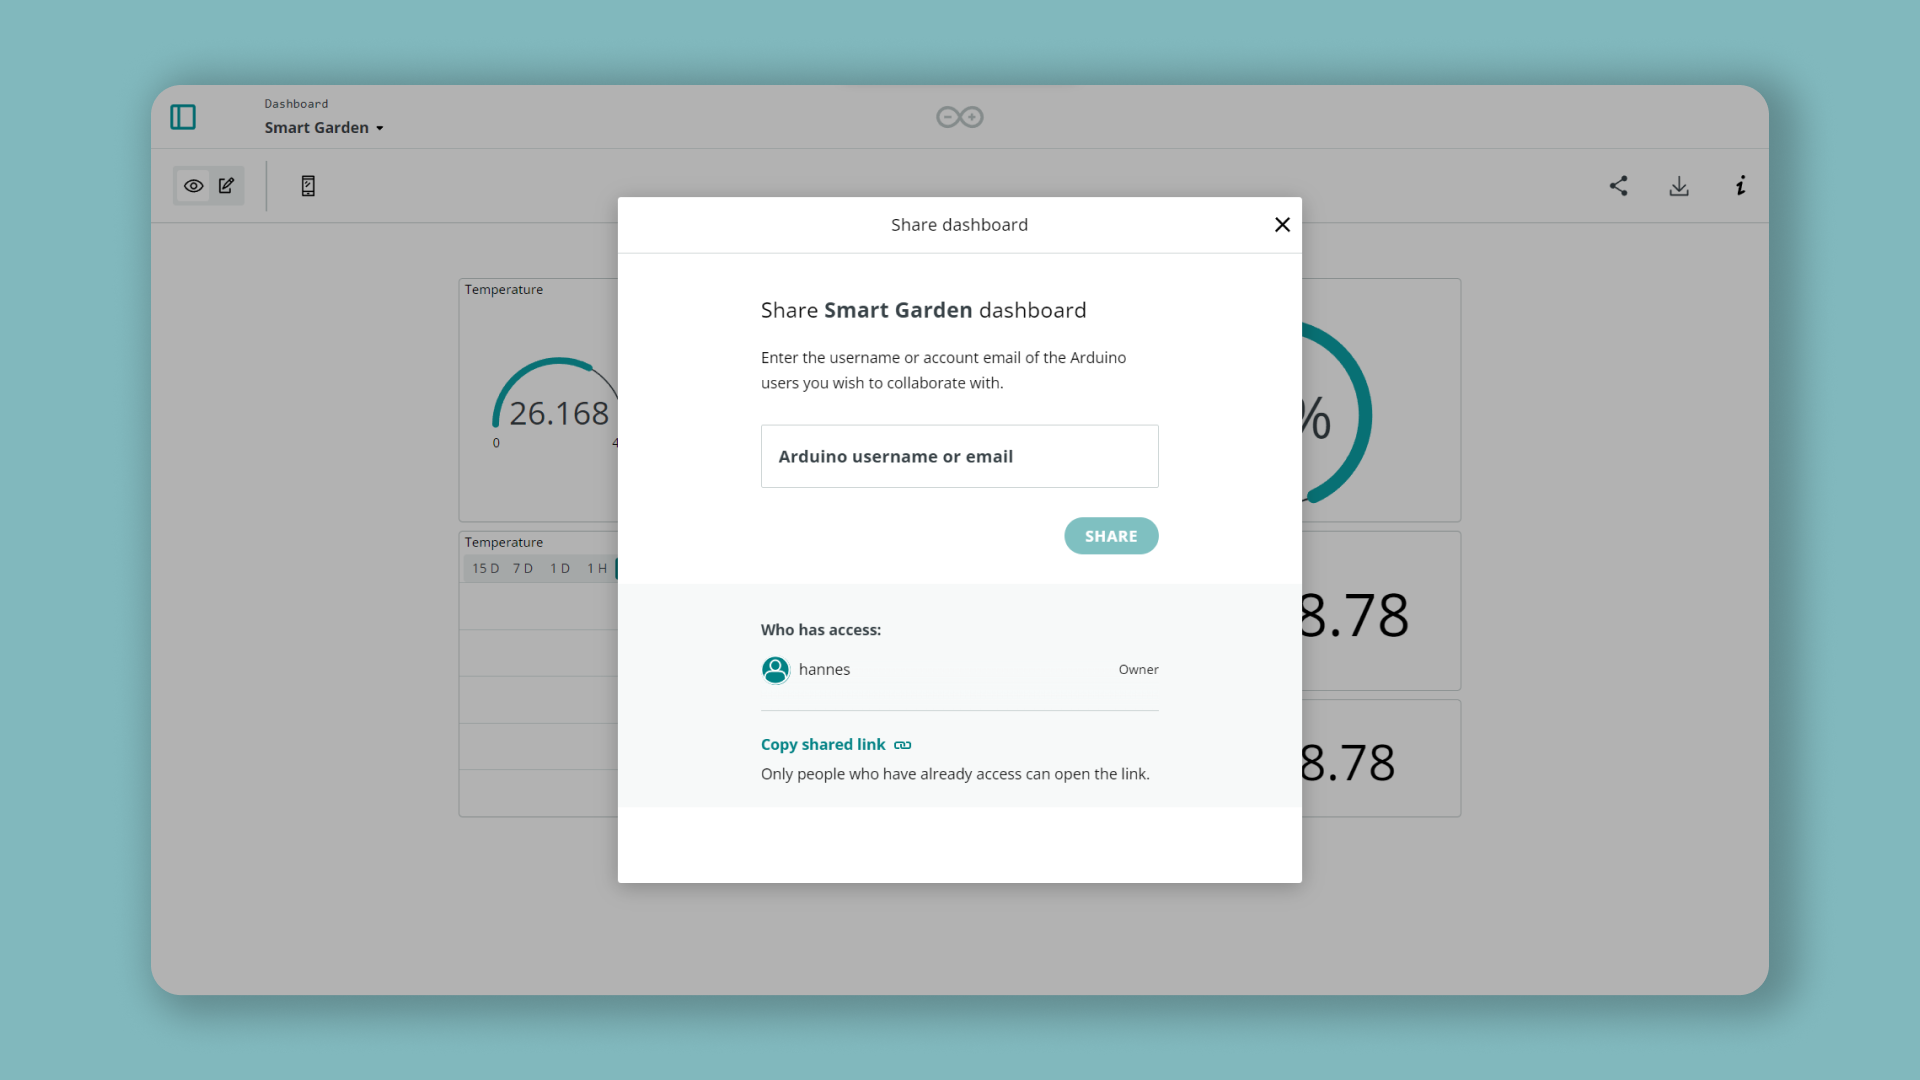 Dashboard
Smart Garden
Share dashboard
Temperature
26.168
0
Share Smart Garden dashboard
Enter the username or account email of the Arduino
users you wish to collaborate with.
Arduino username or email
SHARE
%
Temperature
15 D 7 D 1 D 1 H
8.78
Who has access:
hannes Owner
Copy shared link
Only people who have already access can open the link.
8.78